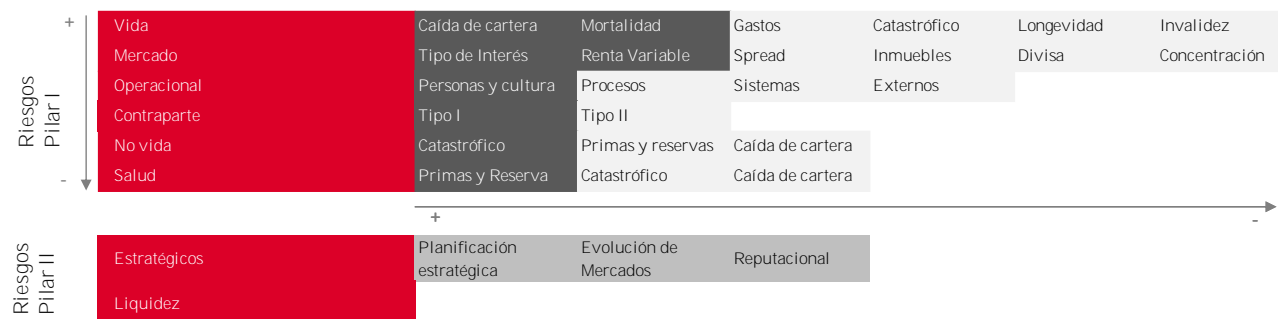 +
Riesgos
Pilar I
-
Vida Caída de cartera Mortalidad Gastos Catastrófico Longevidad Invalidez
Mercado Tipo de Interés Renta Variable Spread Inmuebles Divisa Concentración
Operacional Personas y cultura Procesos Sistemas Externos
Contraparte Tipo I Tipo II
No vida Catastrófico Primas y reservas Caída de cartera
Salud Primas y Reserva Catastrófico Caída de cartera
+ -
Riesgos
Pilar II
Estratégicos Planificación estratégica Evolución de Mercados Reputacional
Liquidez